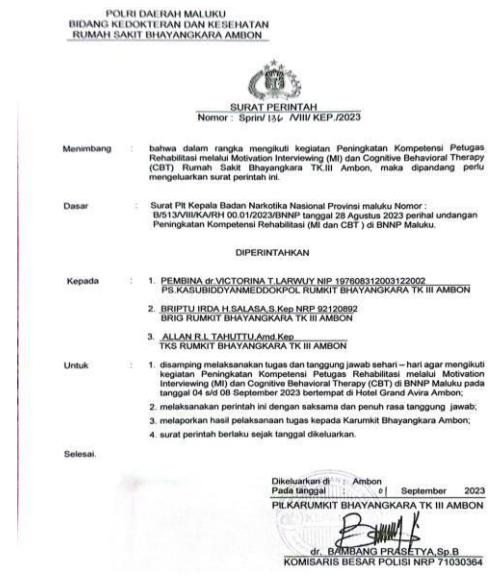 POLRI DAERAH MALUKU
BIDANG KEDOKTERAN DAN KESEHATAN
RUMAH SAKIT BHAYANGKARA AMBON
SURAT PERINTAH
Nomor : Sprin/ 136 /VIII/ KEP./2023
Menimbang : bahwa dalam rangka mengikuti kegiatan Peningkatan Kompetensi Petugas
Rehabilitasi melalui Motivation Interviewing (MI) dan Cognitive Behavioral Therapy
(CBT) Rumah Sakit Bhayangkara TK.III Ambon, maka dipandang perlu
mengeluarkan surat perintah ini.
Dasar : Surat Plt Kepala Badan Narkotika Nasional Provinsi maluku Nomor :
B/513/VIII/KA/RH 00.01/2023/BNNP tanggal 28 Agustus 2023 perihal undangan
Peningkatan Kompetensi Rehabilitasi (MI dan CBT ) di BNNP Maluku.
DIPERINTAHKAN
Kepada : 1. PEMBINA dr VICTORINA T.LARWUY NIP 197608312003122002
PS.KASUBIDDYANMEDDOKPOL RUMKIT BHAYANGKARA TK III AMBON
2. BRIPTU IRDA H.SALASA,S.Kep NRP 92120892
BRIG RUMKIT BHAYANGKARA TK III AMBON
3. ALLAN R.L TAHUTTU,Amd.Kep
TKS RUMKIT BHAYANGKARA TK III AMBON
Untuk : 1. disamping melaksanakan tugas dan tanggung jawab sehari – hari agar mengikuti
kegiatan Peningkatan Kompetensi Petugas Rehabilitasi melalui Motivation
Interviewing (MI) dan Cognitive Behavioral Therapy (CBT) di BNNP Maluku pada
tanggal 04 s/d 08 September 2023 bertempat di Hotel Grand Avira Ambon;
2. melaksanakan perintah ini dengan saksama dan penuh rasa tanggung jawab;
3. melaporkan hasil pelaksanaan tugas kepada Karumkit Bhayangkara Ambon;
4. surat perintah berlaku sejak tanggal dikeluarkan.
Selesai.
Dikeluarkan di : Ambon
Pada tanggal : 01 September 2023
Plt.KARUMKIT BHAYANGKARA TK III AMBON
dr. BAMBANG PRASETYA,Sp.B
KOMISARIS BESAR POLISI NRP 71030364